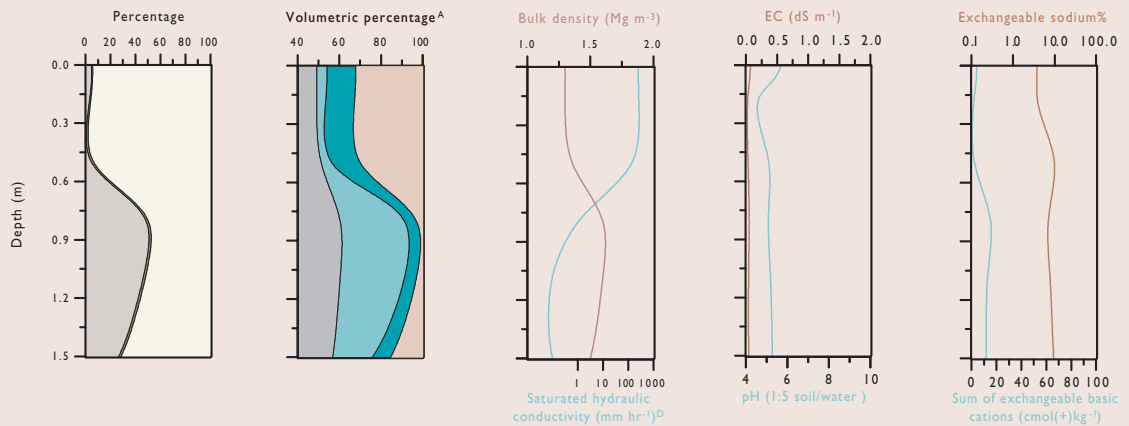 Percentage
0 20 40 60 80 100
Volumetric percentageᴬ
40 60 80 100
Bulk density (Mg m⁻³)
1.0 1.5 2.0
EC (dS m⁻¹)
0.0 0.5 1.0 1.5 2.0
Exchangeable sodium%
0.1 1.0 10.0 100.0
Depth (m)
0.0
0.3
0.6
0.9
1.2
1.5
1 10 100 1000
Saturated hydraulic
conductivity (mm hr⁻¹)ᴰ
4 6 8 10
pH (1:5 soil/water )
0 20 40 60 80 100
Sum of exchangeable basic
cations (cmol(+)kg⁻¹)